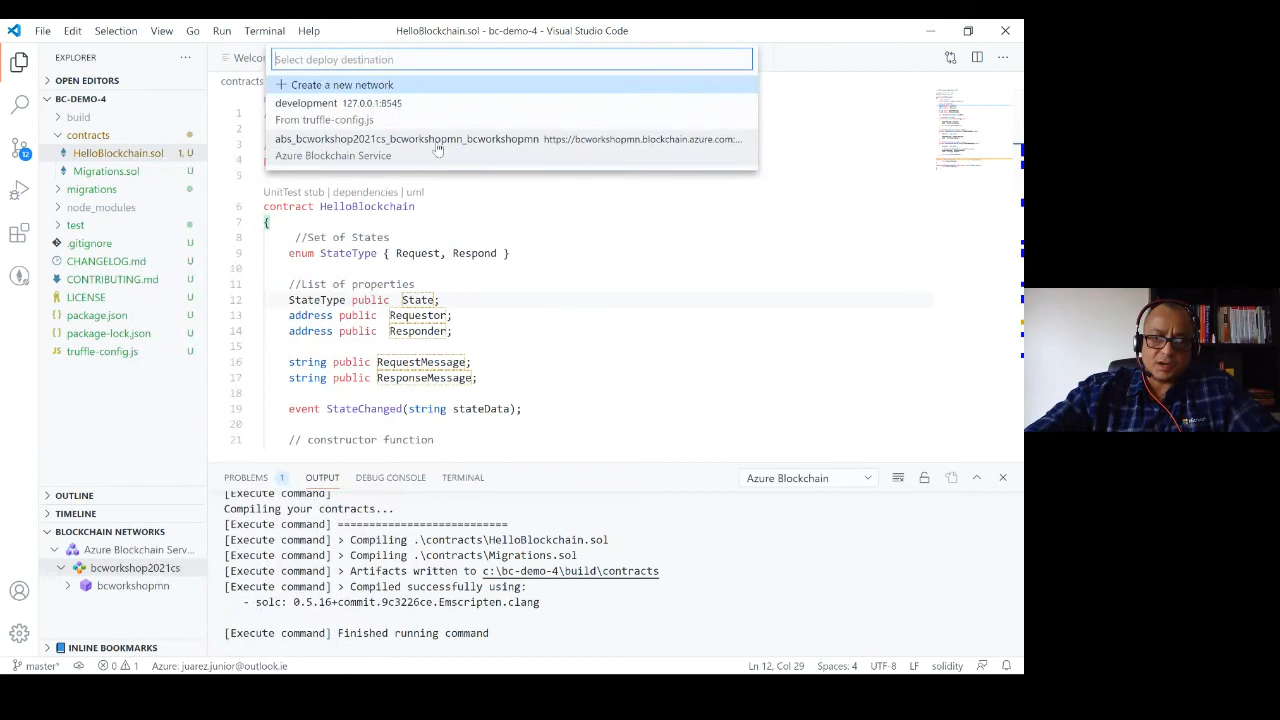 File Edit Selection View Go Run Terminal Help HelloBlockchain.sol - bc-demo-4 - Visual Studio Code
EXPLORER
OPEN EDITORS
BC-DEMO-4
build
contracts
Migrations.sol U
migrations
node_modules
test
.gitignore U
CHANGELOG.md U
CONTRIBUTING.md U
LICENSE U
package.json U
package-lock.json U
truffle-config.js U
OUTLINE
TIMELINE
BLOCKCHAIN NETWORKS
Azure Blockchain Serv...
bcworkshop2021cs
bcworkshopmn
INLINE BOOKMARKS
12
Select deploy destination
Create a new network
development 127.0.0.1:8545
From truffle-config.js
https://bcworkshopmn.blockchain.azure.com:...
Azure Blockchain Service
contracts
1
2
3
4
5
UnitTest stub | dependencies | uml
6 contract HelloBlockchain
7 {
8 //Set of States
9 enum StateType { Request, Respond }
10
11 //List of properties
12 StateType public State;
13 address public Requestor;
14 address public Responder;
15
16 string public RequestMessage;
17 string public ResponseMessage;
18
19 event StateChanged(string stateData);
20
21 // constructor function
PROBLEMS 1 OUTPUT DEBUG CONSOLE TERMINAL Azure Blockchain
[Execute command]
Compiling your contracts...
[Execute command] ===========================
[Execute command] > Compiling .\contracts\HelloBlockchain.sol
[Execute command] > Compiling .\contracts\Migrations.sol
[Execute command] > Artifacts written to c:\bc-demo-4\build\contracts
[Execute command] > Compiled successfully using:
- solc: 0.5.16+commit.9c3226ce.Emscripten.clang
[Execute command] Finished running command
master* 0 1 Azure: juarez.junior@outlook.ie Ln 12, Col 29 Spaces: 4 UTF-8 LF solidity